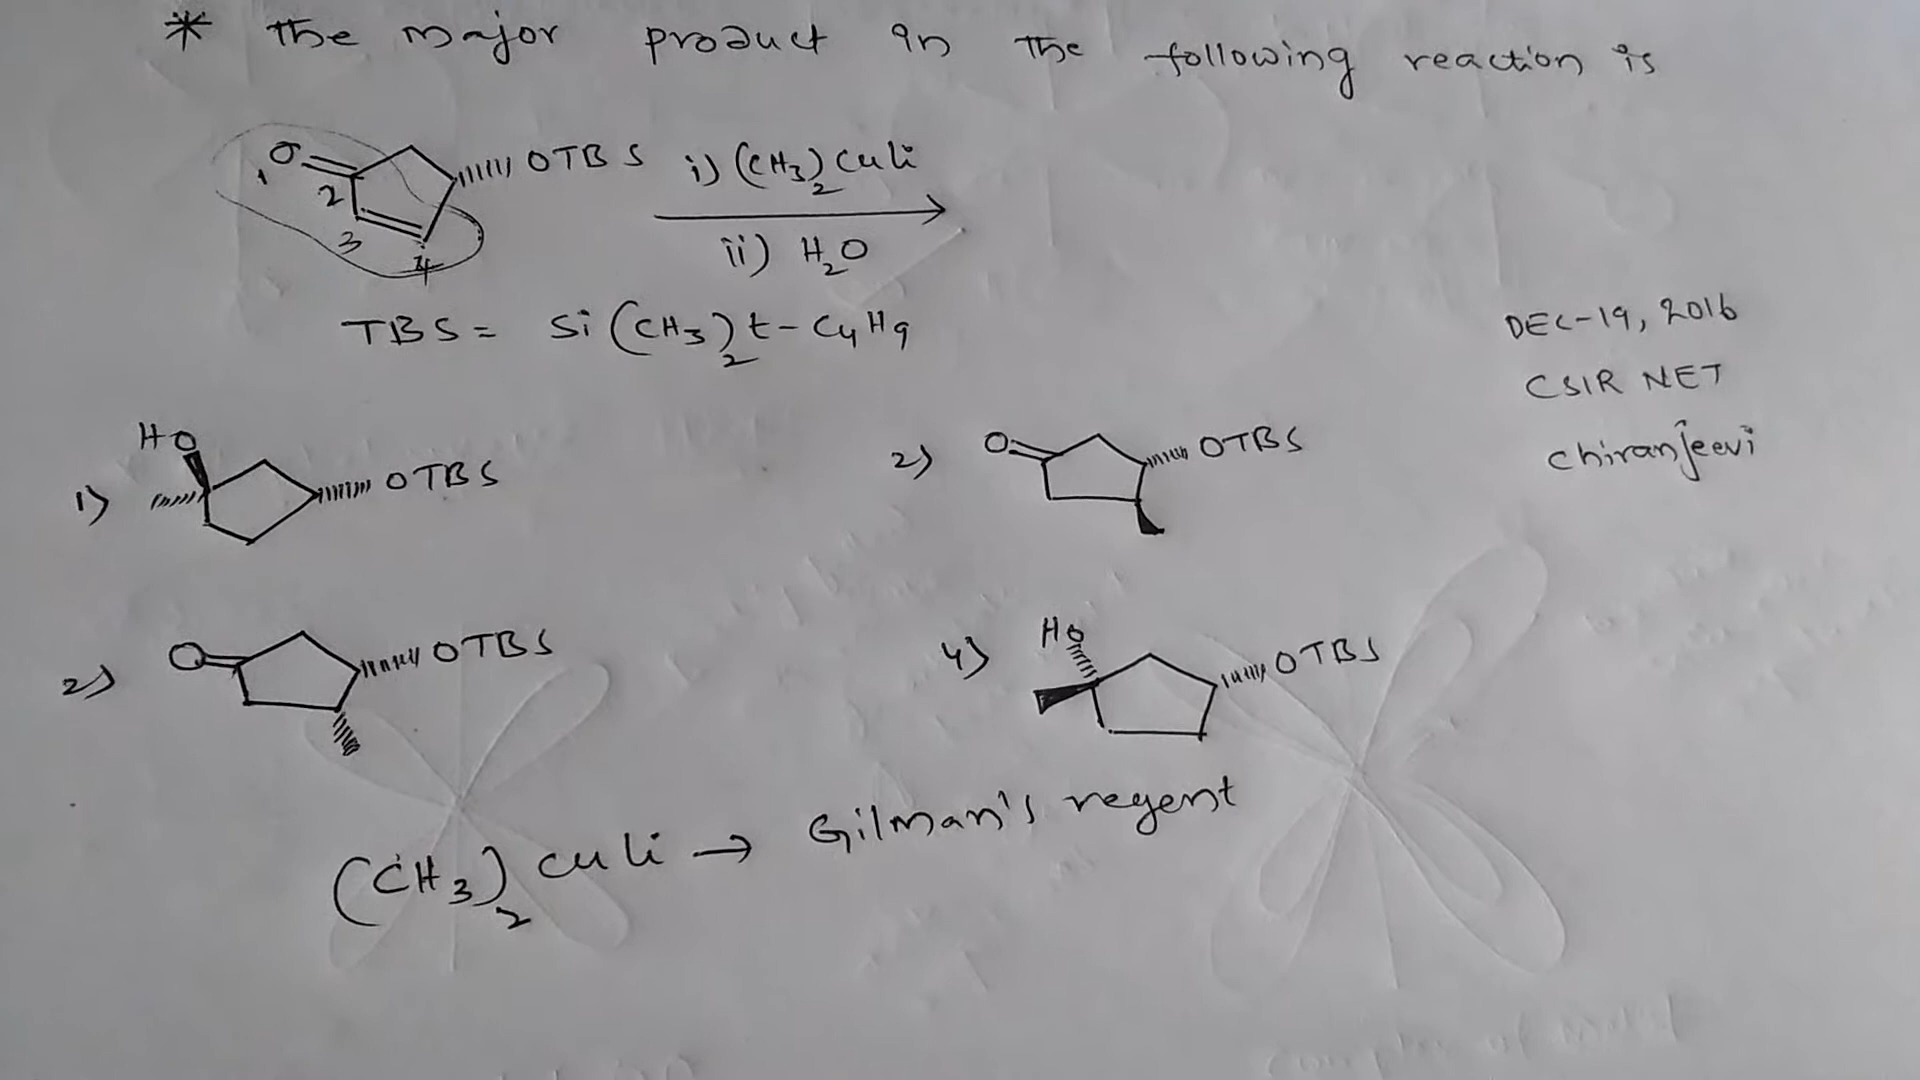 * The major product in the following reaction is
O 1 2 3 4 OTBS i) (CH3)2 CuLi
ii) H2O
TBS = Si(CH3)2 t-C4H9
DEC-19, 2016
CSIR NET
chiranjeevi
1) HO OTBS
2) O OTBS
2) O OTBS
4) HO OTBS
(CH3)2 CuLi → Gilman's regent